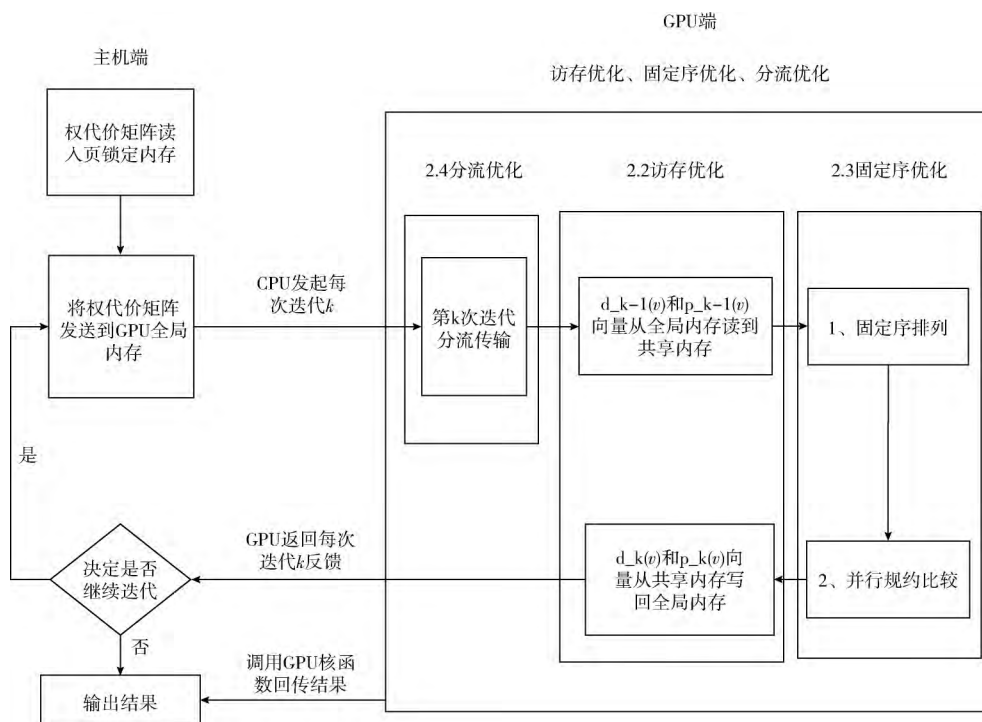 GPU端
主机端
访存优化、固定序优化、分流优化
权代价矩阵读
入页锁定内存
2.4分流优化
2.2访存优化
2.3固定序优化
将权代价矩阵
发送到GPU全局
内存
CPU发起每
次迭代k
第k次迭代
分流传输
d_k-1(v)和p_k-1(v)
向量从全局内存读到
共享内存
1、固定序排列
是
决定是否
继续迭代
GPU返回每次
迭代k反馈
d_k(v)和p_k(v)向
量从共享内存写
回全局内存
2、并行规约比较
否
输出结果
调用GPU核函
数回传结果